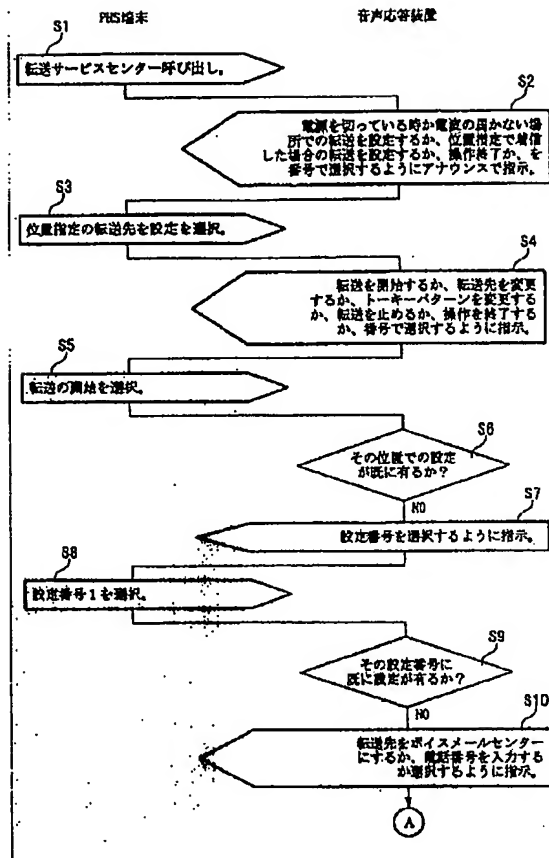 PHS端末
音声応答装置
S1
転送サービスセンター呼び出し。
S2
電源を切っている時か電波の届かない場
所での転送を設定するか、位置指定で着信
した場合の転送を設定するか、操作終了か、を
番号で選択するようにアナウンスで指示。
S3
位置指定の転送先を設定を選択。
S4
転送を開始するか、転送先を変更
するか、トーキーパターンを変更する
か、転送を止めるか、操作を終了する
か、番号で選択するように指示。
S5
転送の開始を選択。
S6
その位置での設定
が既に有るか?
NO
S7
設定番号を選択するように指示。
S8
設定番号1を選択。
S9
その設定番号に
既に設定が有るか?
NO
S10
転送先をボイスメールセンター
にするか、電話番号を入力する
か選択するように指示。
A